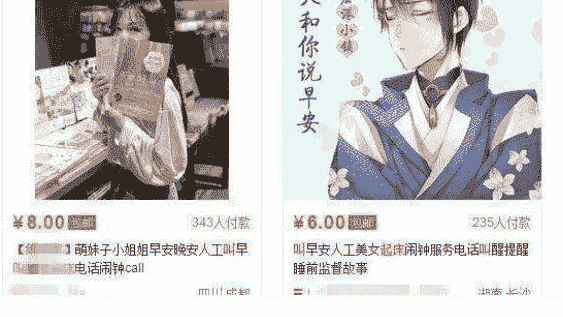 和你说早安
¥8.00 包邮
343人付款
【 】萌妹子小姐姐早安晚安人工叫早
电话闹钟call
四川 成都
¥6.00 包邮
235人付款
叫早安人工美女起床闹钟服务电话叫醒提醒
睡前监督故事
湖南 长沙